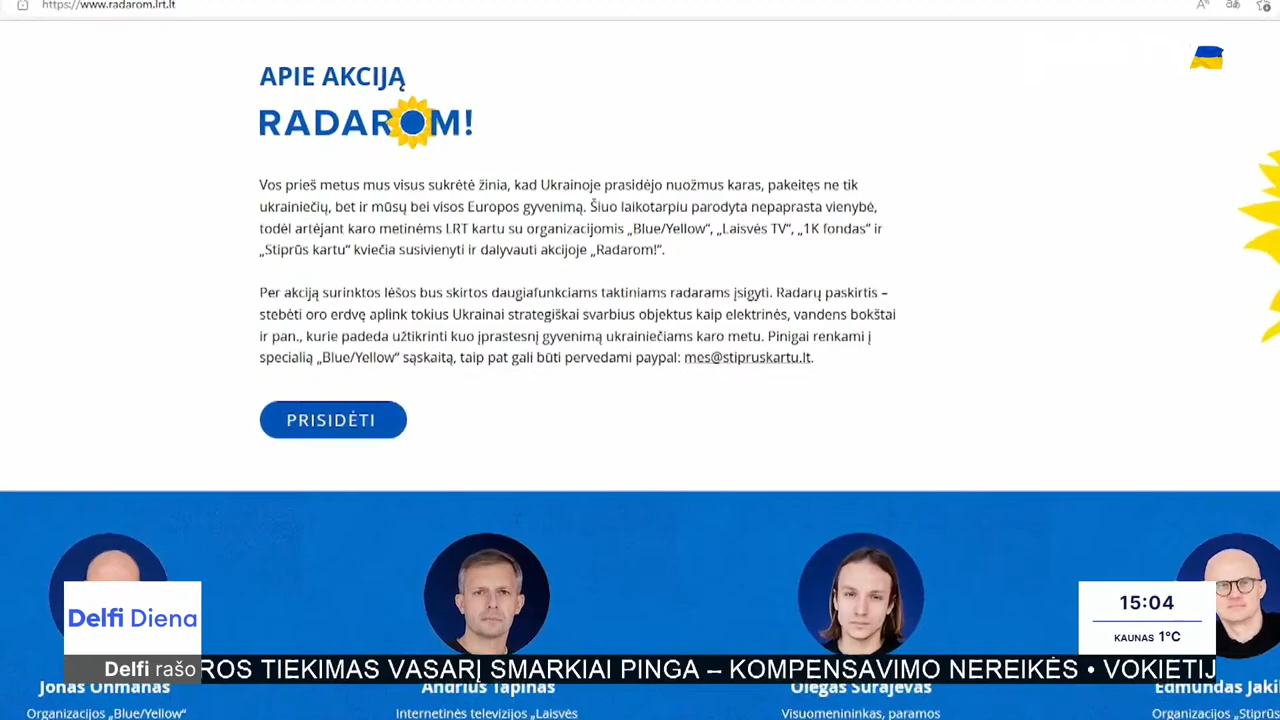 https://www.radarom.lrt.lt
APIE AKCIJĄ
RADAROM!
Vos prieš metus mus visus sukrėtė žinia, kad Ukrainoje prasidėjo nuožmus karas, pakeitęs ne tik
ukrainiečių, bet ir mūsų bei visos Europos gyvenimą. Šiuo laikotarpiu parodyta nepaprasta vienybė,
todėl artėjant karo metinėms LRT kartu su organizacijomis „Blue/Yellow“, „Laisvės TV“, „1K fondas“ ir
„Stiprūs kartu“ kviečia susivienyti ir dalyvauti akcijoje „Radarom!“.
Per akciją surinktos lėšos bus skirtos daugiafunkciams taktiniams radarams įsigyti. Radarų paskirtis –
stebėti oro erdvę aplink tokius Ukrainai strategiškai svarbius objektus kaip elektrinės, vandens bokštai
ir pan., kurie padeda užtikrinti kuo įprastesnį gyvenimą ukrainiečiams karo metu. Pinigai renkami į
specialią „Blue/Yellow“ sąskaitą, taip pat gali būti pervedami paypal: mes@stipruskartu.lt.
PRISIDĖTI
Delfi Diena
15:04
KAUNAS 1°C
Delfi rašo ROS TIEKIMAS VASARĮ SMARKIAI PINGA – KOMPENSAVIMO NEREIKĖS • VOKIETIJ
Jonas Ohmanas
Andrius Tapinas
Olegas Šurajevas
Edmundas Jaki
Organizacijos „Blue/Yellow“
Internetinės televizijos „Laisvės
Visuomenininkas, paramos
Organizacijos „Stiprūs